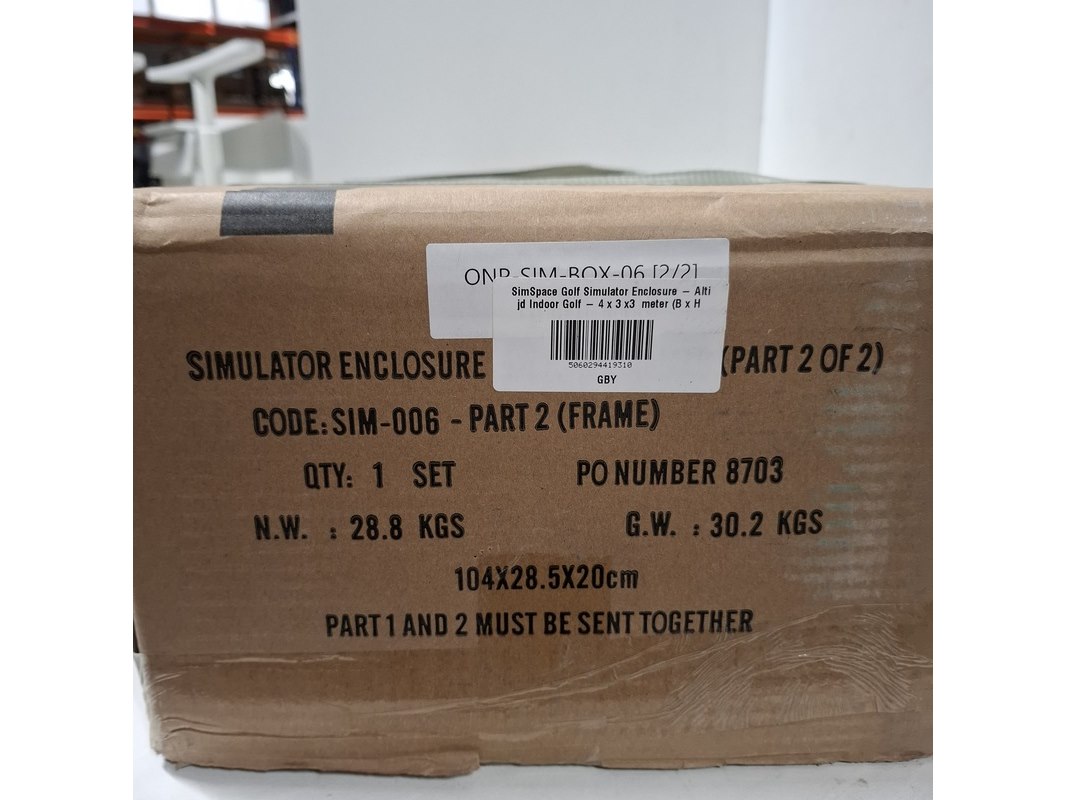 ONP-SIM-BOX-06 [2/2]
SimSpace Golf Simulator Enclosure – Alti
jd Indoor Golf – 4 x 3 x3 meter (B x H
5060294419310
GBY
SIMULATOR ENCLOSURE (PART 2 OF 2)
CODE:SIM-006 - PART 2 (FRAME)
QTY: 1 SET PO NUMBER 8703
N.W. : 28.8 KGS G.W. : 30.2 KGS
104X28.5X20cm
PART 1 AND 2 MUST BE SENT TOGETHER